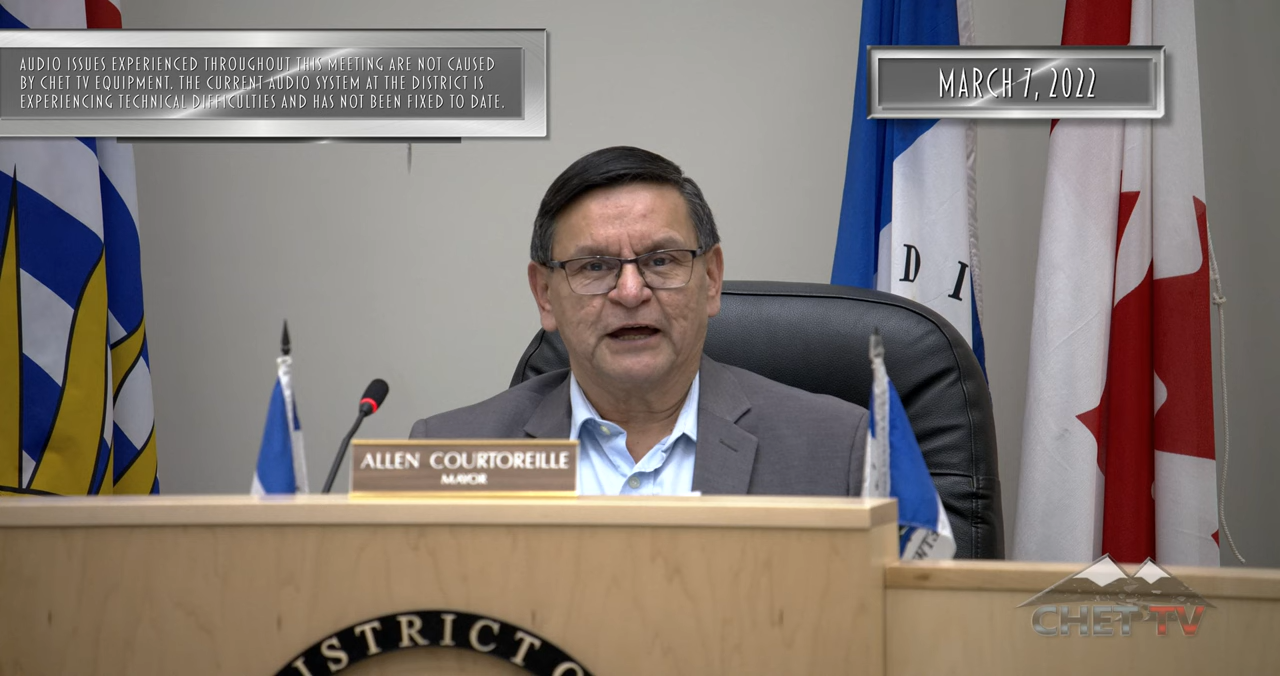 AUDIO ISSUES EXPERIENCED THROUGHOUT THIS MEETING ARE NOT CAUSED
BY CHET TV EQUIPMENT. THE CURRENT AUDIO SYSTEM AT THE DISTRICT IS
EXPERIENCING TECHNICAL DIFFICULTIES AND HAS NOT BEEN FIXED TO DATE.
MARCH 7, 2022
D I
ALLEN COURTOREILLE
MAYOR
CHET TV
ISTRICT O